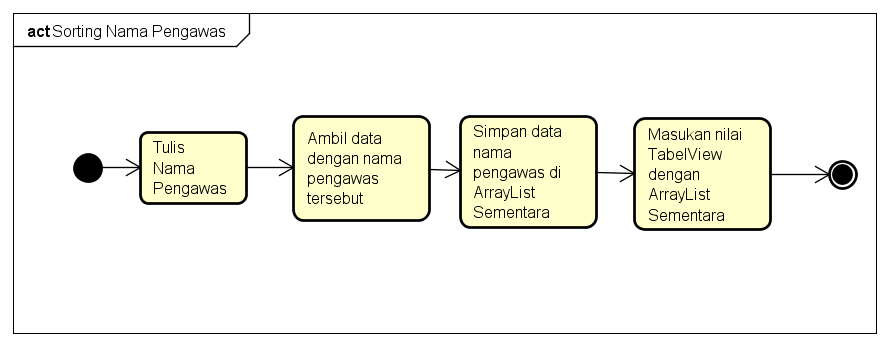 act Sorting Nama Pengawas
Tulis
Nama
Pengawas
Ambil data
dengan nama
pengawas
tersebut
Simpan data
nama
pengawas di
ArrayList
Sementara
Masukan nilai
TabelView
dengan
ArrayList
Sementara